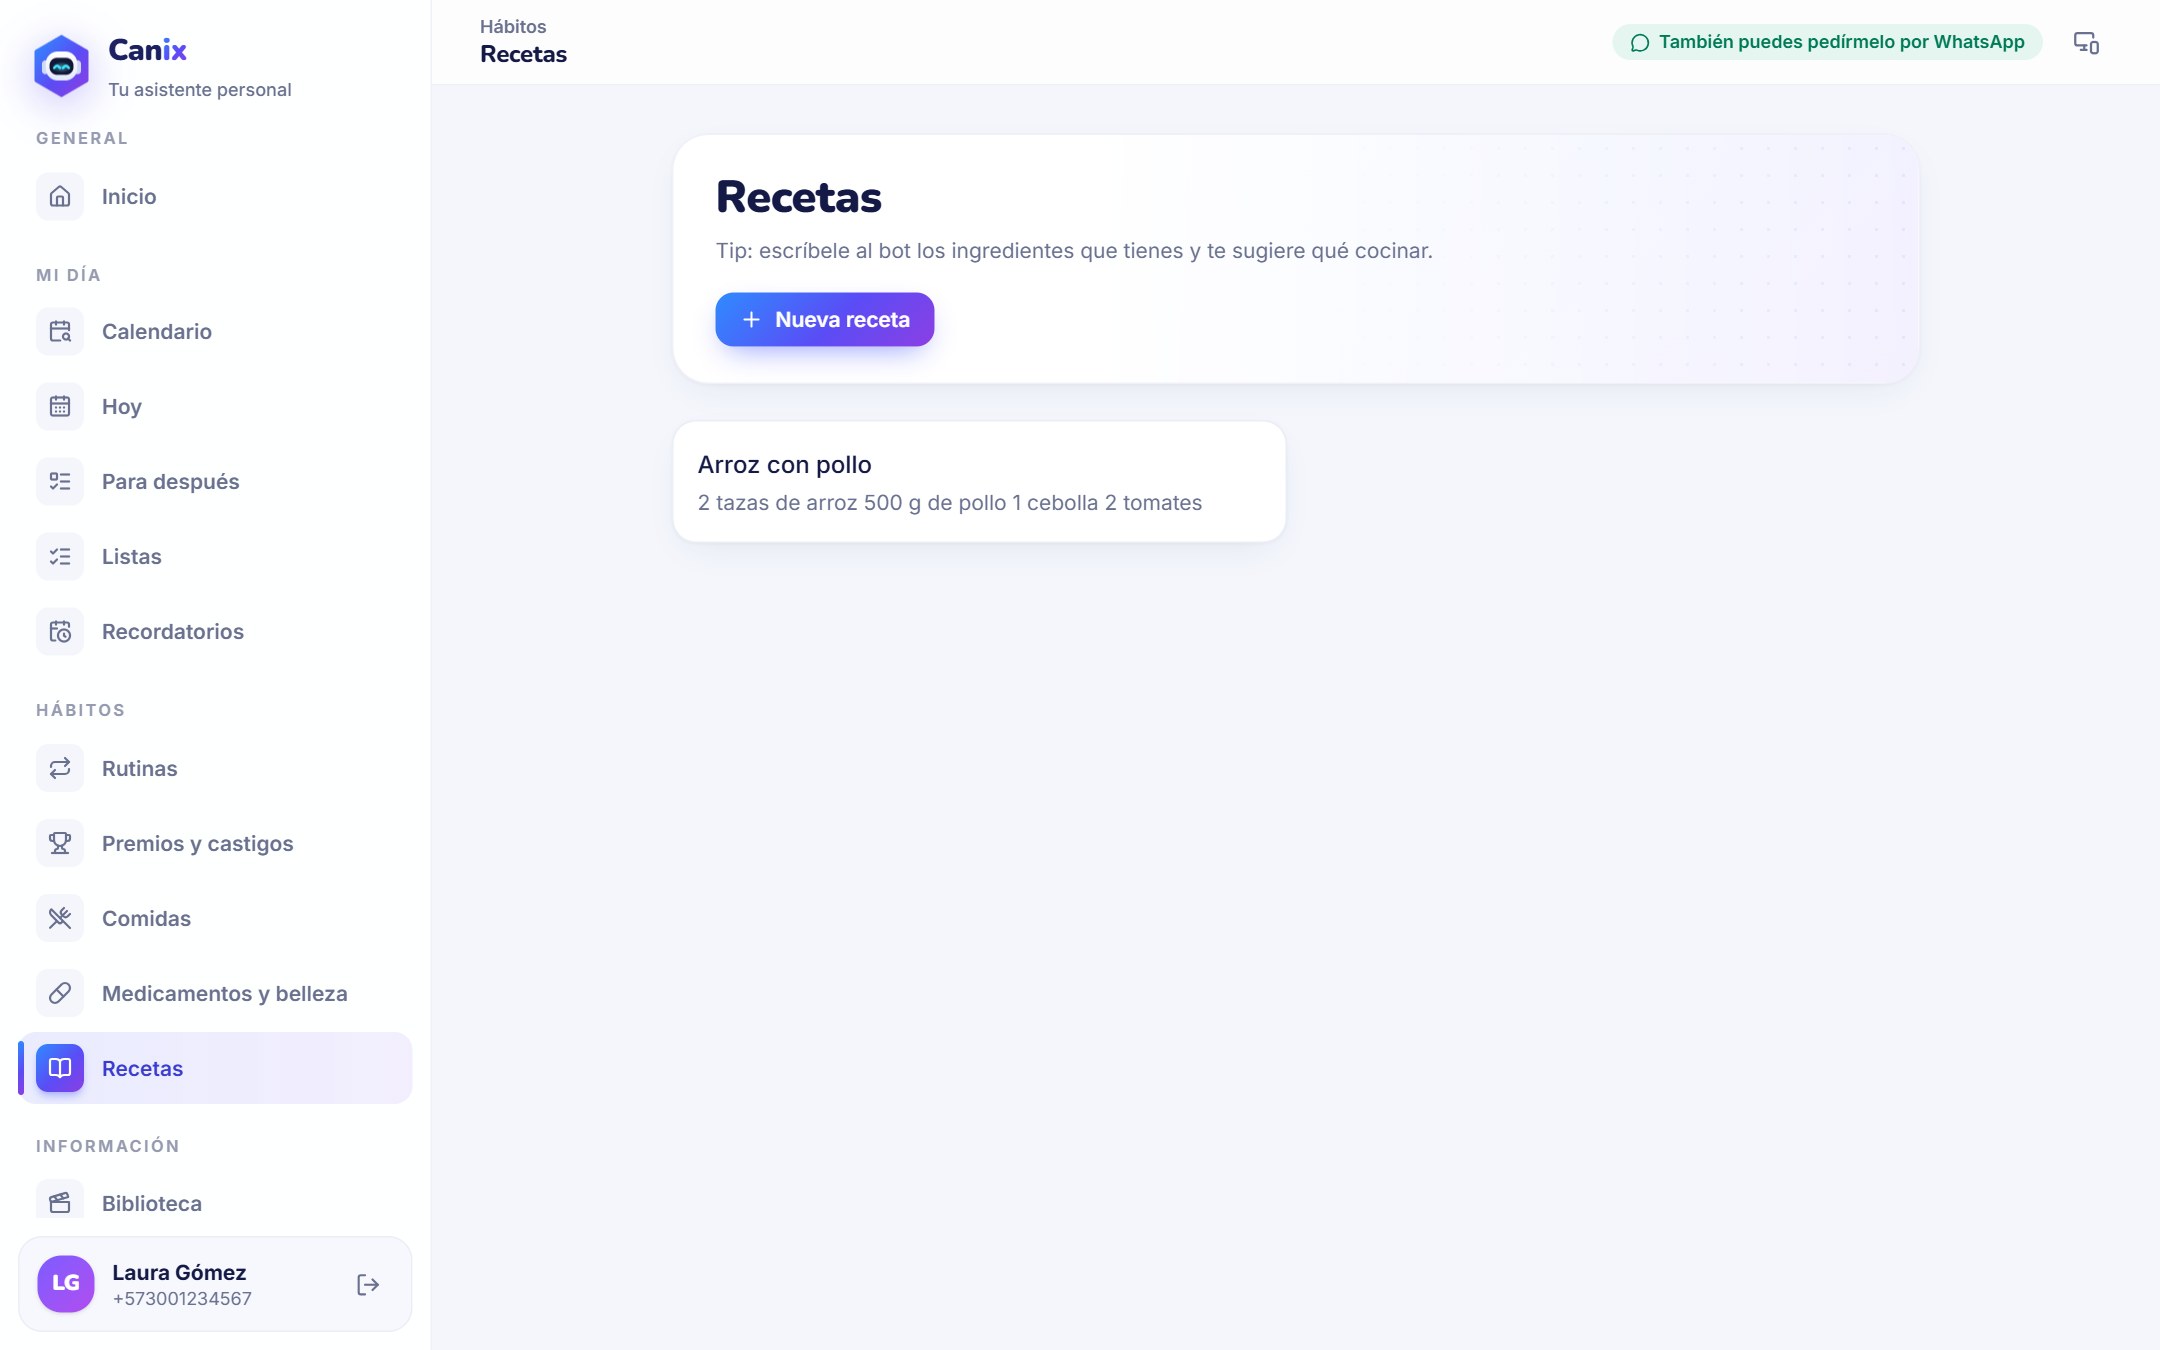 Canix
Tu asistente personal
GENERAL
Inicio
MI DÍA
Calendario
Hoy
Para después
Listas
Recordatorios
HÁBITOS
Rutinas
Premios y castigos
Comidas
Medicamentos y belleza
Recetas
INFORMACIÓN
Biblioteca
LG
Laura Gómez
+573001234567
Hábitos
Recetas
También puedes pedírmelo por WhatsApp
Recetas
Tip: escríbele al bot los ingredientes que tienes y te sugiere qué cocinar.
+ Nueva receta
Arroz con pollo
2 tazas de arroz 500 g de pollo 1 cebolla 2 tomates